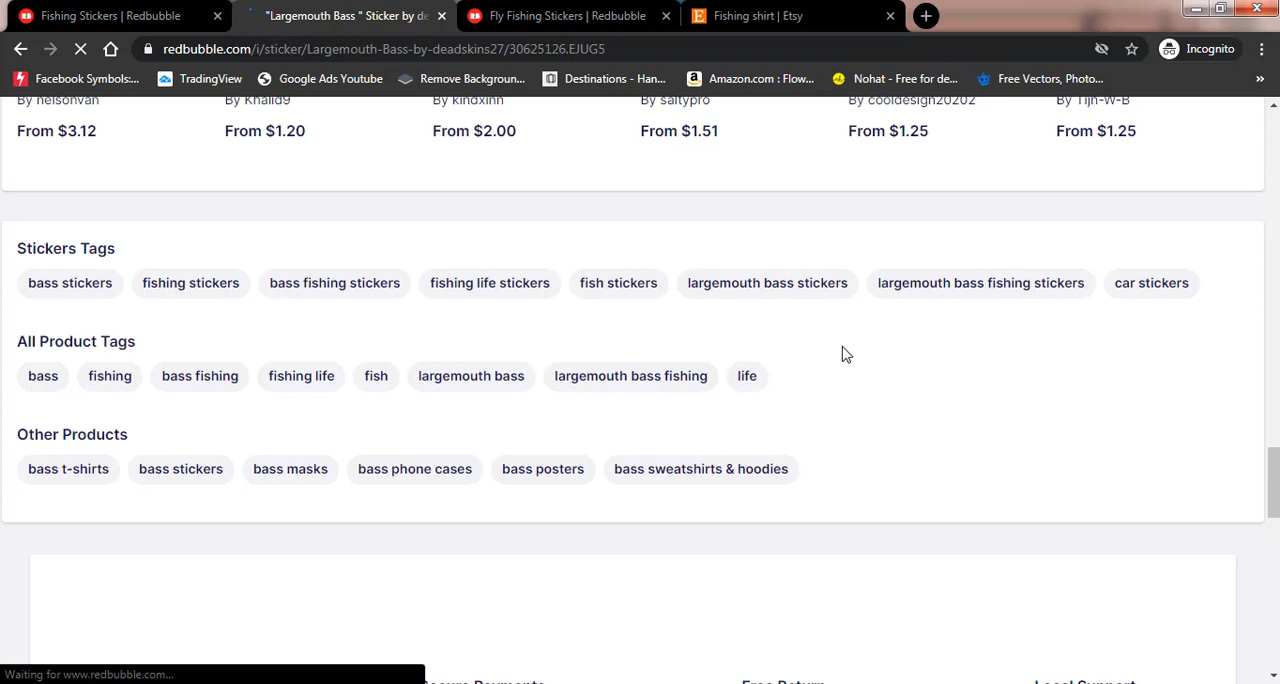 Fishing Stickers | Redbubble
"Largemouth Bass " Sticker by de
Fly Fishing Stickers | Redbubble
Fishing shirt | Etsy
redbubble.com/i/sticker/Largemouth-Bass-by-deadskins27/30625126.EJUG5
Incognito
Facebook Symbols:...
TradingView
Google Ads Youtube
Remove Backgroun...
Destinations - Han...
Amazon.com : Flow...
Nohat - Free for de...
Free Vectors, Photo...
»
By nelsonvan
By Khalid9
By kindxinn
By saltypro
By cooldesign20202
By Tijn-W-B
From $3.12
From $1.20
From $2.00
From $1.51
From $1.25
From $1.25
Stickers Tags
bass stickers
fishing stickers
bass fishing stickers
fishing life stickers
fish stickers
largemouth bass stickers
largemouth bass fishing stickers
car stickers
All Product Tags
bass
fishing
bass fishing
fishing life
fish
largemouth bass
largemouth bass fishing
life
Other Products
bass t-shirts
bass stickers
bass masks
bass phone cases
bass posters
bass sweatshirts & hoodies
Waiting for www.redbubble.com...
Secure Payments
Free Return
Local Support